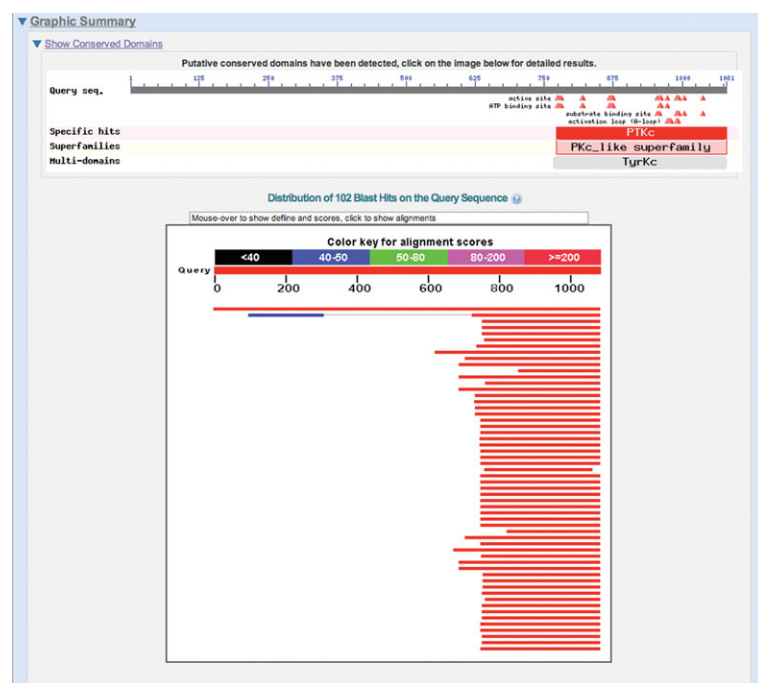 Graphic Summary
Show Conserved Domains
Putative conserved domains have been detected, click on the image below for detailed results.
1 125 250 375 500 625 750 875 1000 1081
Query seq.
active site
ATP binding site
substrate binding site
activation loop (A-loop)
Specific hits PTKc
Superfamilies PKc_like superfamily
Multi-domains TyrKc
Distribution of 102 Blast Hits on the Query Sequence
Mouse-over to show defline and scores, click to show alignments
Color key for alignment scores
<40 40-50 50-80 80-200 >=200
Query
0 200 400 600 800 1000